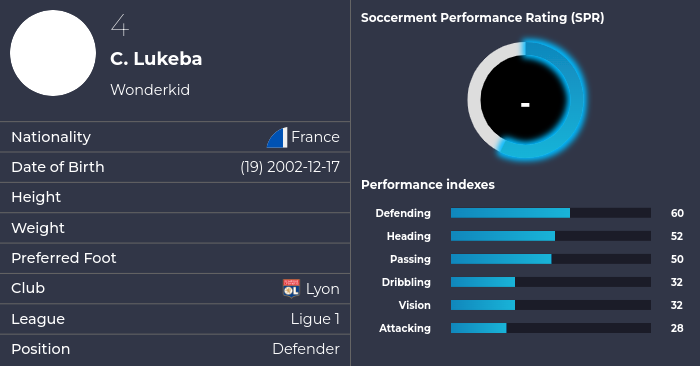 4
C. Lukeba
Wonderkid
Nationality France
Date of Birth (19) 2002-12-17
Height
Weight
Preferred Foot
Club Lyon
League Ligue 1
Position Defender
Soccerment Performance Rating (SPR)
-
Performance indexes
Defending 60
Heading 52
Passing 50
Dribbling 32
Vision 32
Attacking 28